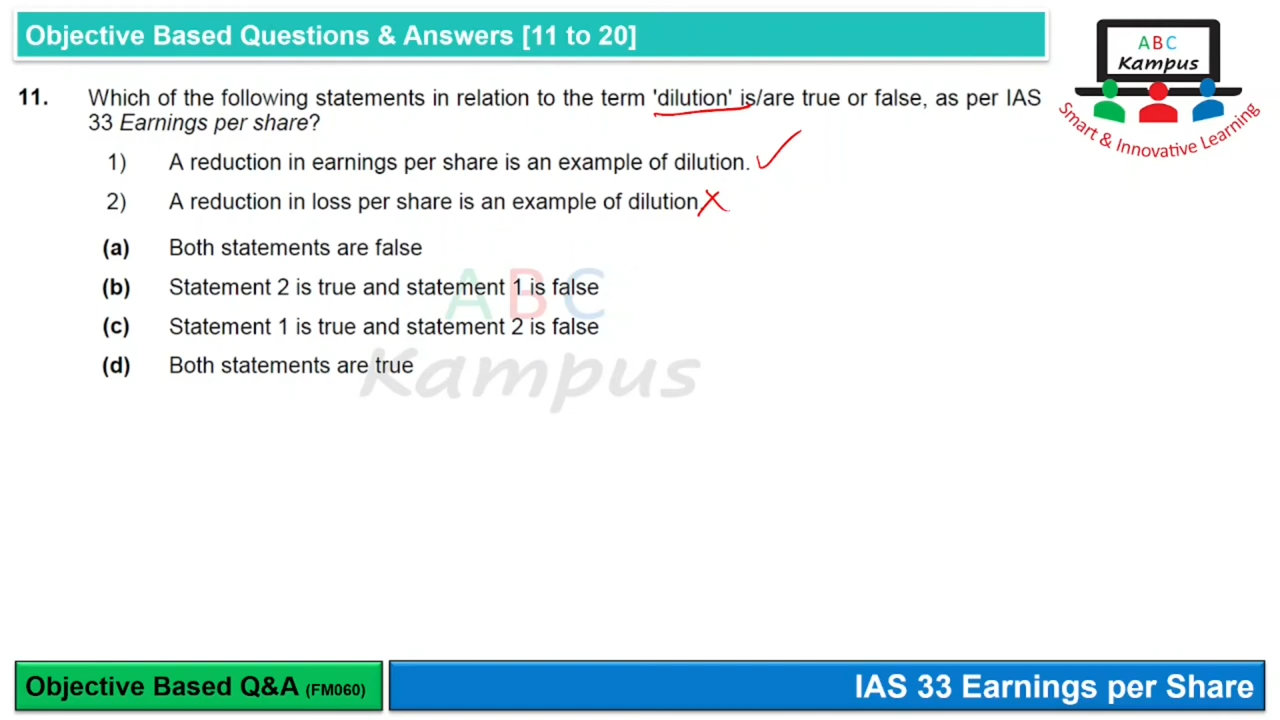 Objective Based Questions & Answers [11 to 20]
A B C
Kampus
Smart & Innovative Learning
11. Which of the following statements in relation to the term 'dilution' is/are true or false, as per IAS
33 Earnings per share?
1) A reduction in earnings per share is an example of dilution.
2) A reduction in loss per share is an example of dilution
(a) Both statements are false
(b) Statement 2 is true and statement 1 is false
(c) Statement 1 is true and statement 2 is false
(d) Both statements are true
A B C
Kampus
Objective Based Q&A (FM060)
IAS 33 Earnings per Share